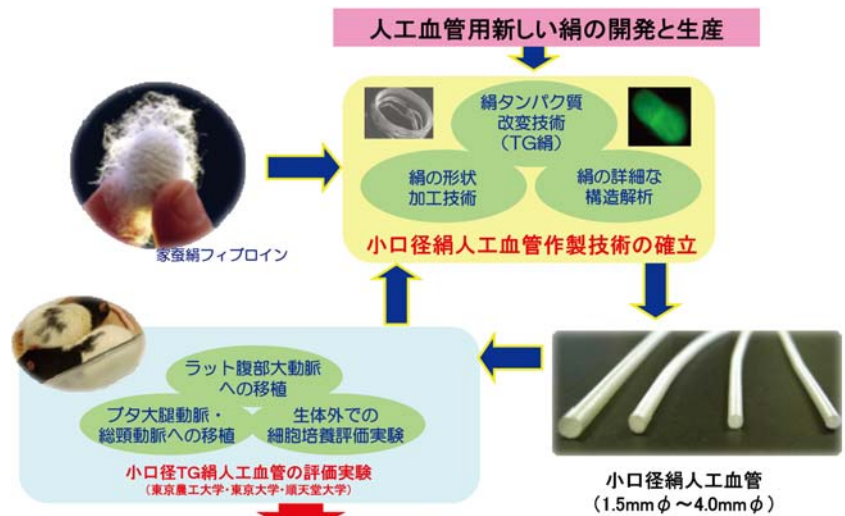 人工血管用新しい絹の開発と生産
絹タンパク質
改変技術
(TG絹)
絹の形状
加工技術
絹の詳細な
構造解析
小口径絹人工血管作製技術の確立
家蚕絹フィブロイン
ラット腹部大動脈
への移植
ブタ大腿動脈・
総頸動脈への移植
生体外での
細胞培養評価実験
小口径TG絹人工血管の評価実験
(東京農工大学・東京大学・順天堂大学)
小口径絹人工血管
(1.5mmφ～4.0mmφ)